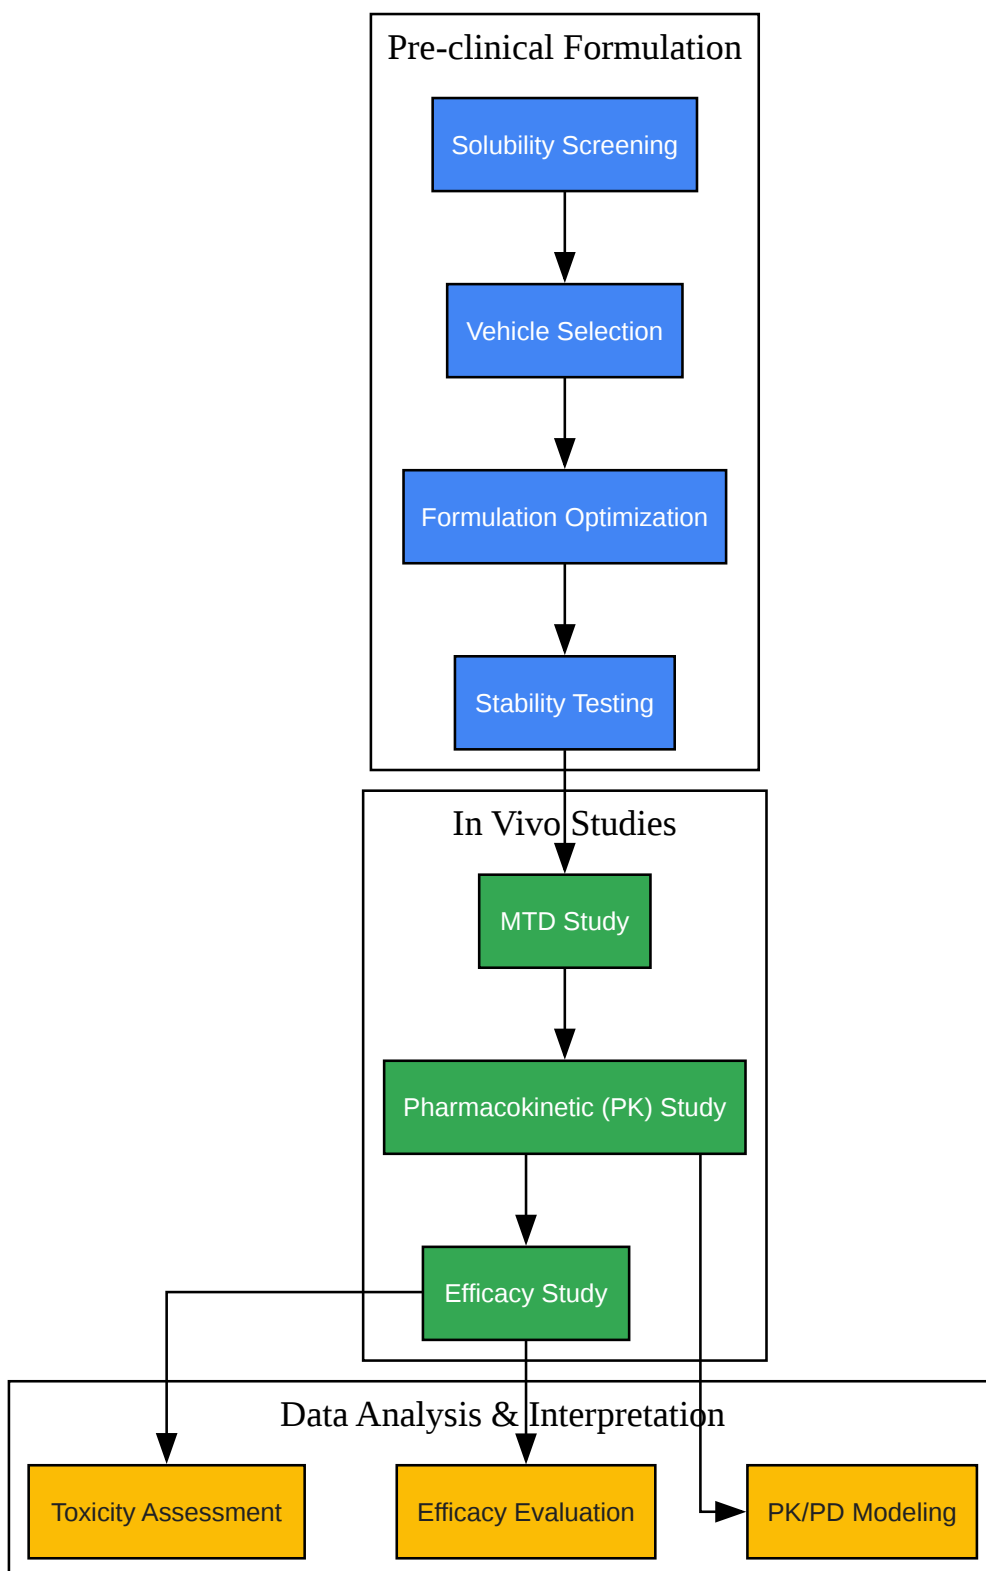 Pre-clinical Formulation
Solubility Screening
Vehicle Selection
Formulation Optimization
Stability Testing
In Vivo Studies
MTD Study
Pharmacokinetic (PK) Study
Efficacy Study
Data Analysis & Interpretation
Toxicity Assessment
Efficacy Evaluation
PK/PD Modeling